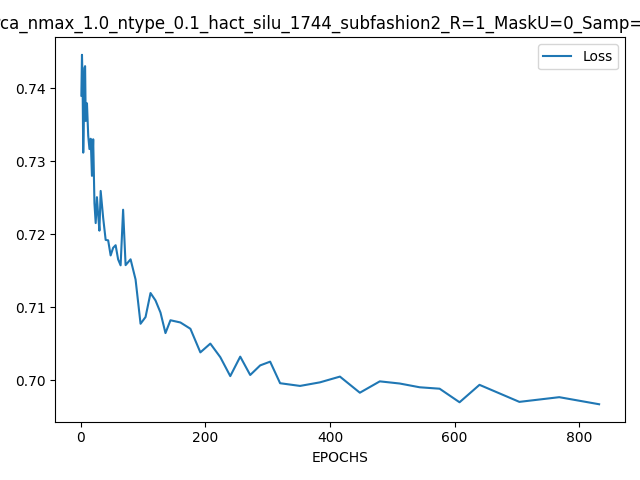 rca_nmax_1.0_ntype_0.1_hact_silu_1744_subfashion2_R=1_MaskU=0_Samp=
Loss
0.74
0.73
0.72
0.71
0.70
0 200 400 600 800
EPOCHS